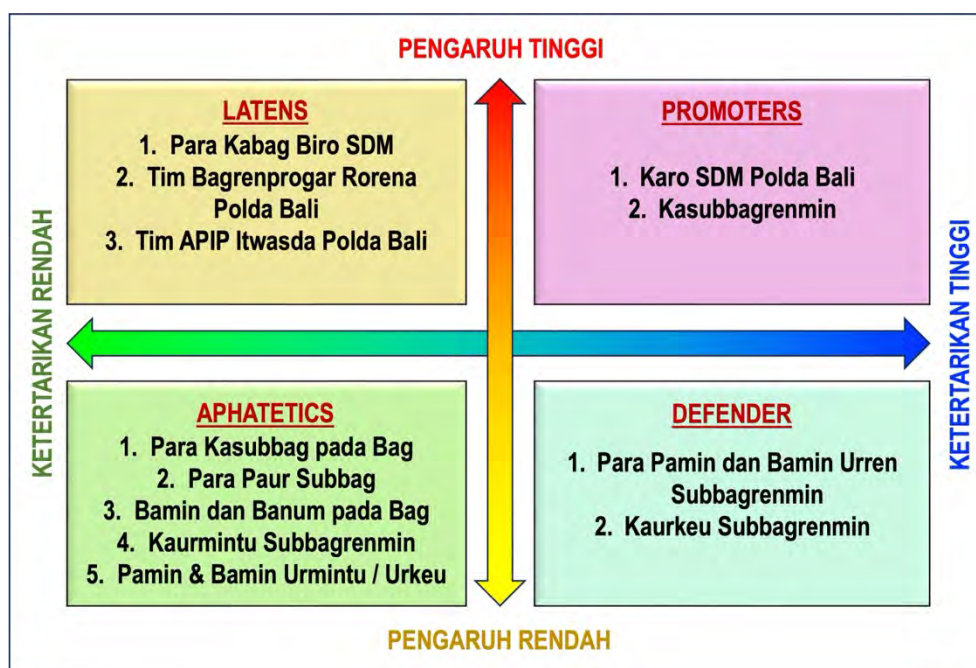 PENGARUH TINGGI
LATENS
1. Para Kabag Biro SDM
2. Tim Bagrenprogar Rorena
Polda Bali
3. Tim APIP Itwasda Polda Bali
PROMOTERS
1. Karo SDM Polda Bali
2. Kasubbagrenmin
KETERTARIKAN RENDAH
KETERTARIKAN TINGGI
APHATETICS
1. Para Kasubbag pada Bag
2. Para Paur Subbag
3. Bamin dan Banum pada Bag
4. Kaurmintu Subbagrenmin
5. Pamin & Bamin Urmintu / Urkeu
DEFENDER
1. Para Pamin dan Bamin Urren
Subbagrenmin
2. Kaurkeu Subbagrenmin
PENGARUH RENDAH